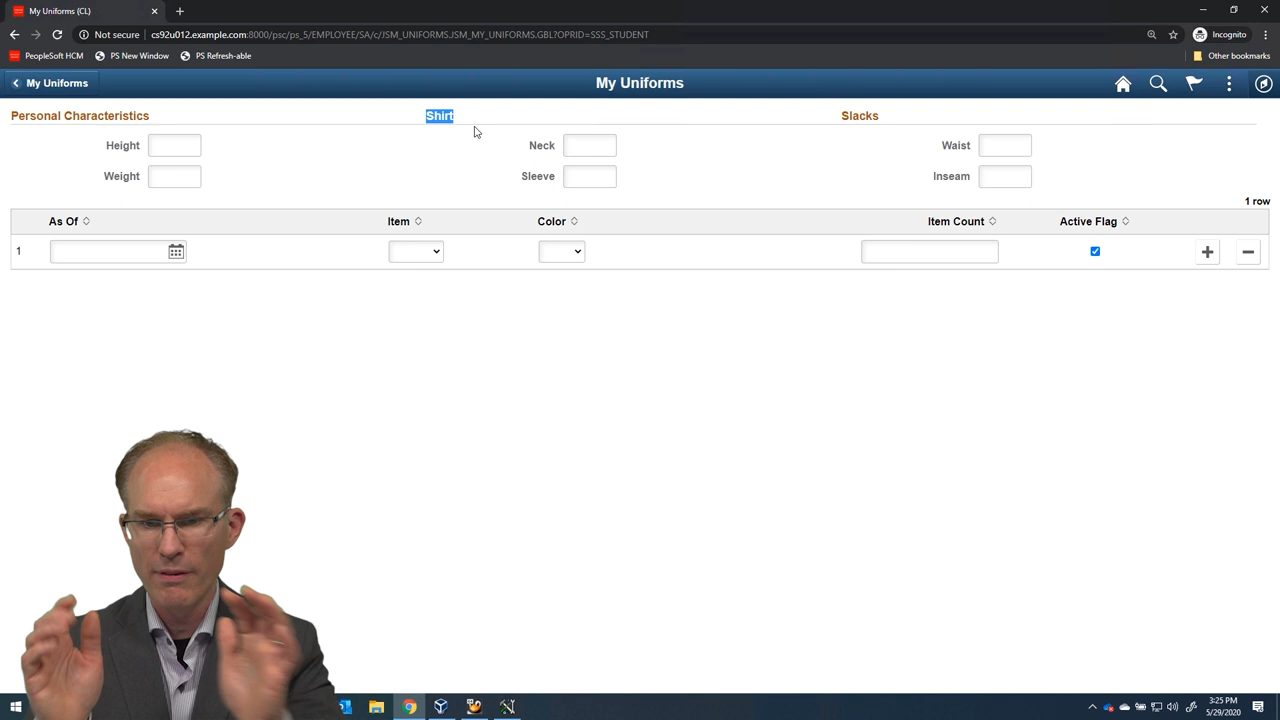 My Uniforms (CL)
Not secure cs92u012.example.com:8000/psc/ps_5/EMPLOYEE/SA/c/JSM_UNIFORMS.JSM_MY_UNIFORMS.GBL?OPRID=SSS_STUDENT
Incognito
PeopleSoft HCM PS New Window PS Refresh-able Other bookmarks
My Uniforms My Uniforms
Personal Characteristics Shirt Slacks
Height Neck Waist
Weight Sleeve Inseam
1 row
As Of Item Color Item Count Active Flag
1
3:25 PM
5/29/2020